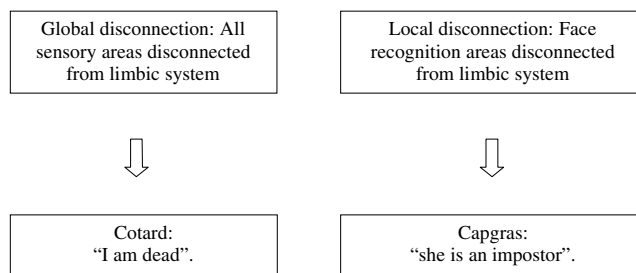 Global disconnection: All
sensory areas disconnected
from limbic system
Local disconnection: Face
recognition areas disconnected
from limbic system
Cotard:
“I am dead”.
Capgras:
“she is an impostor”.